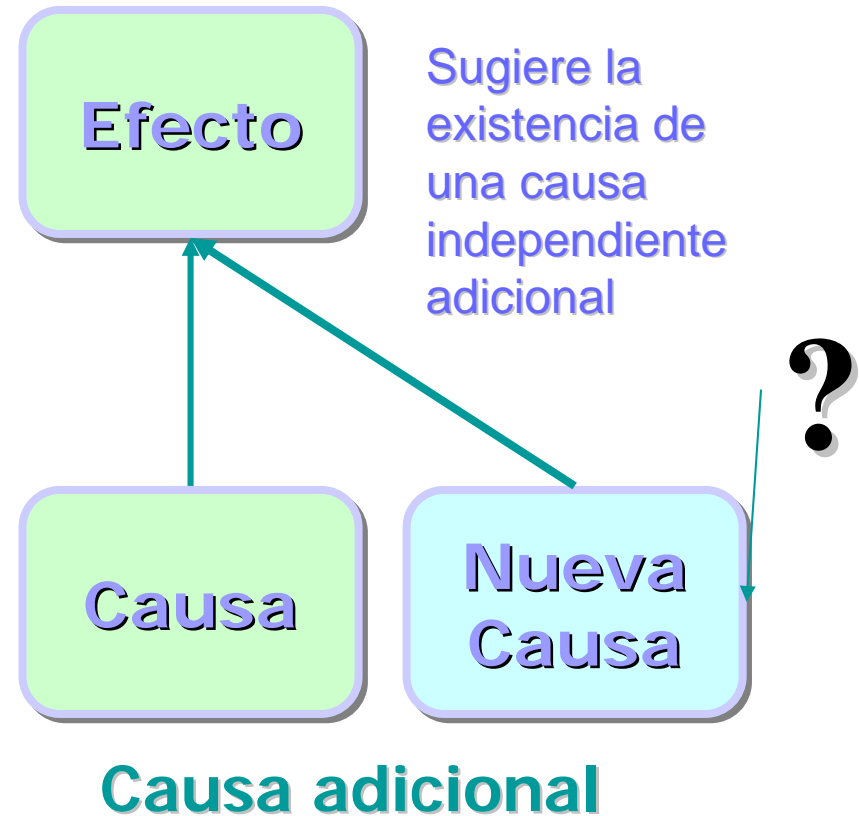 Efecto
Sugiere la
existencia de
una causa
independiente
adicional
?
Causa
Nueva
Causa
Causa adicional